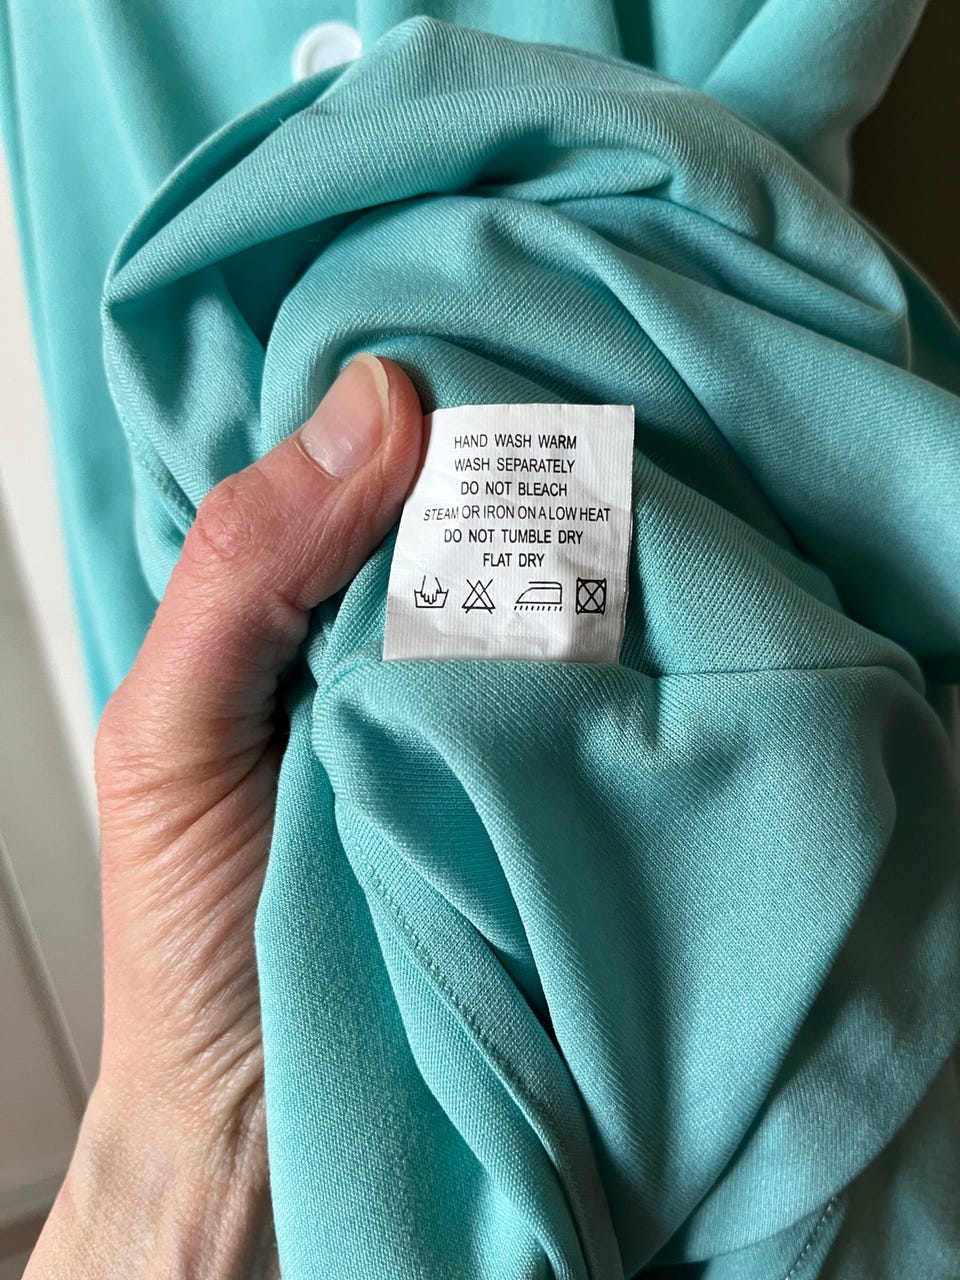 HAND WASH WARM
WASH SEPARATELY
DO NOT BLEACH
STEAM OR IRON ON A LOW HEAT
DO NOT TUMBLE DRY
FLAT DRY